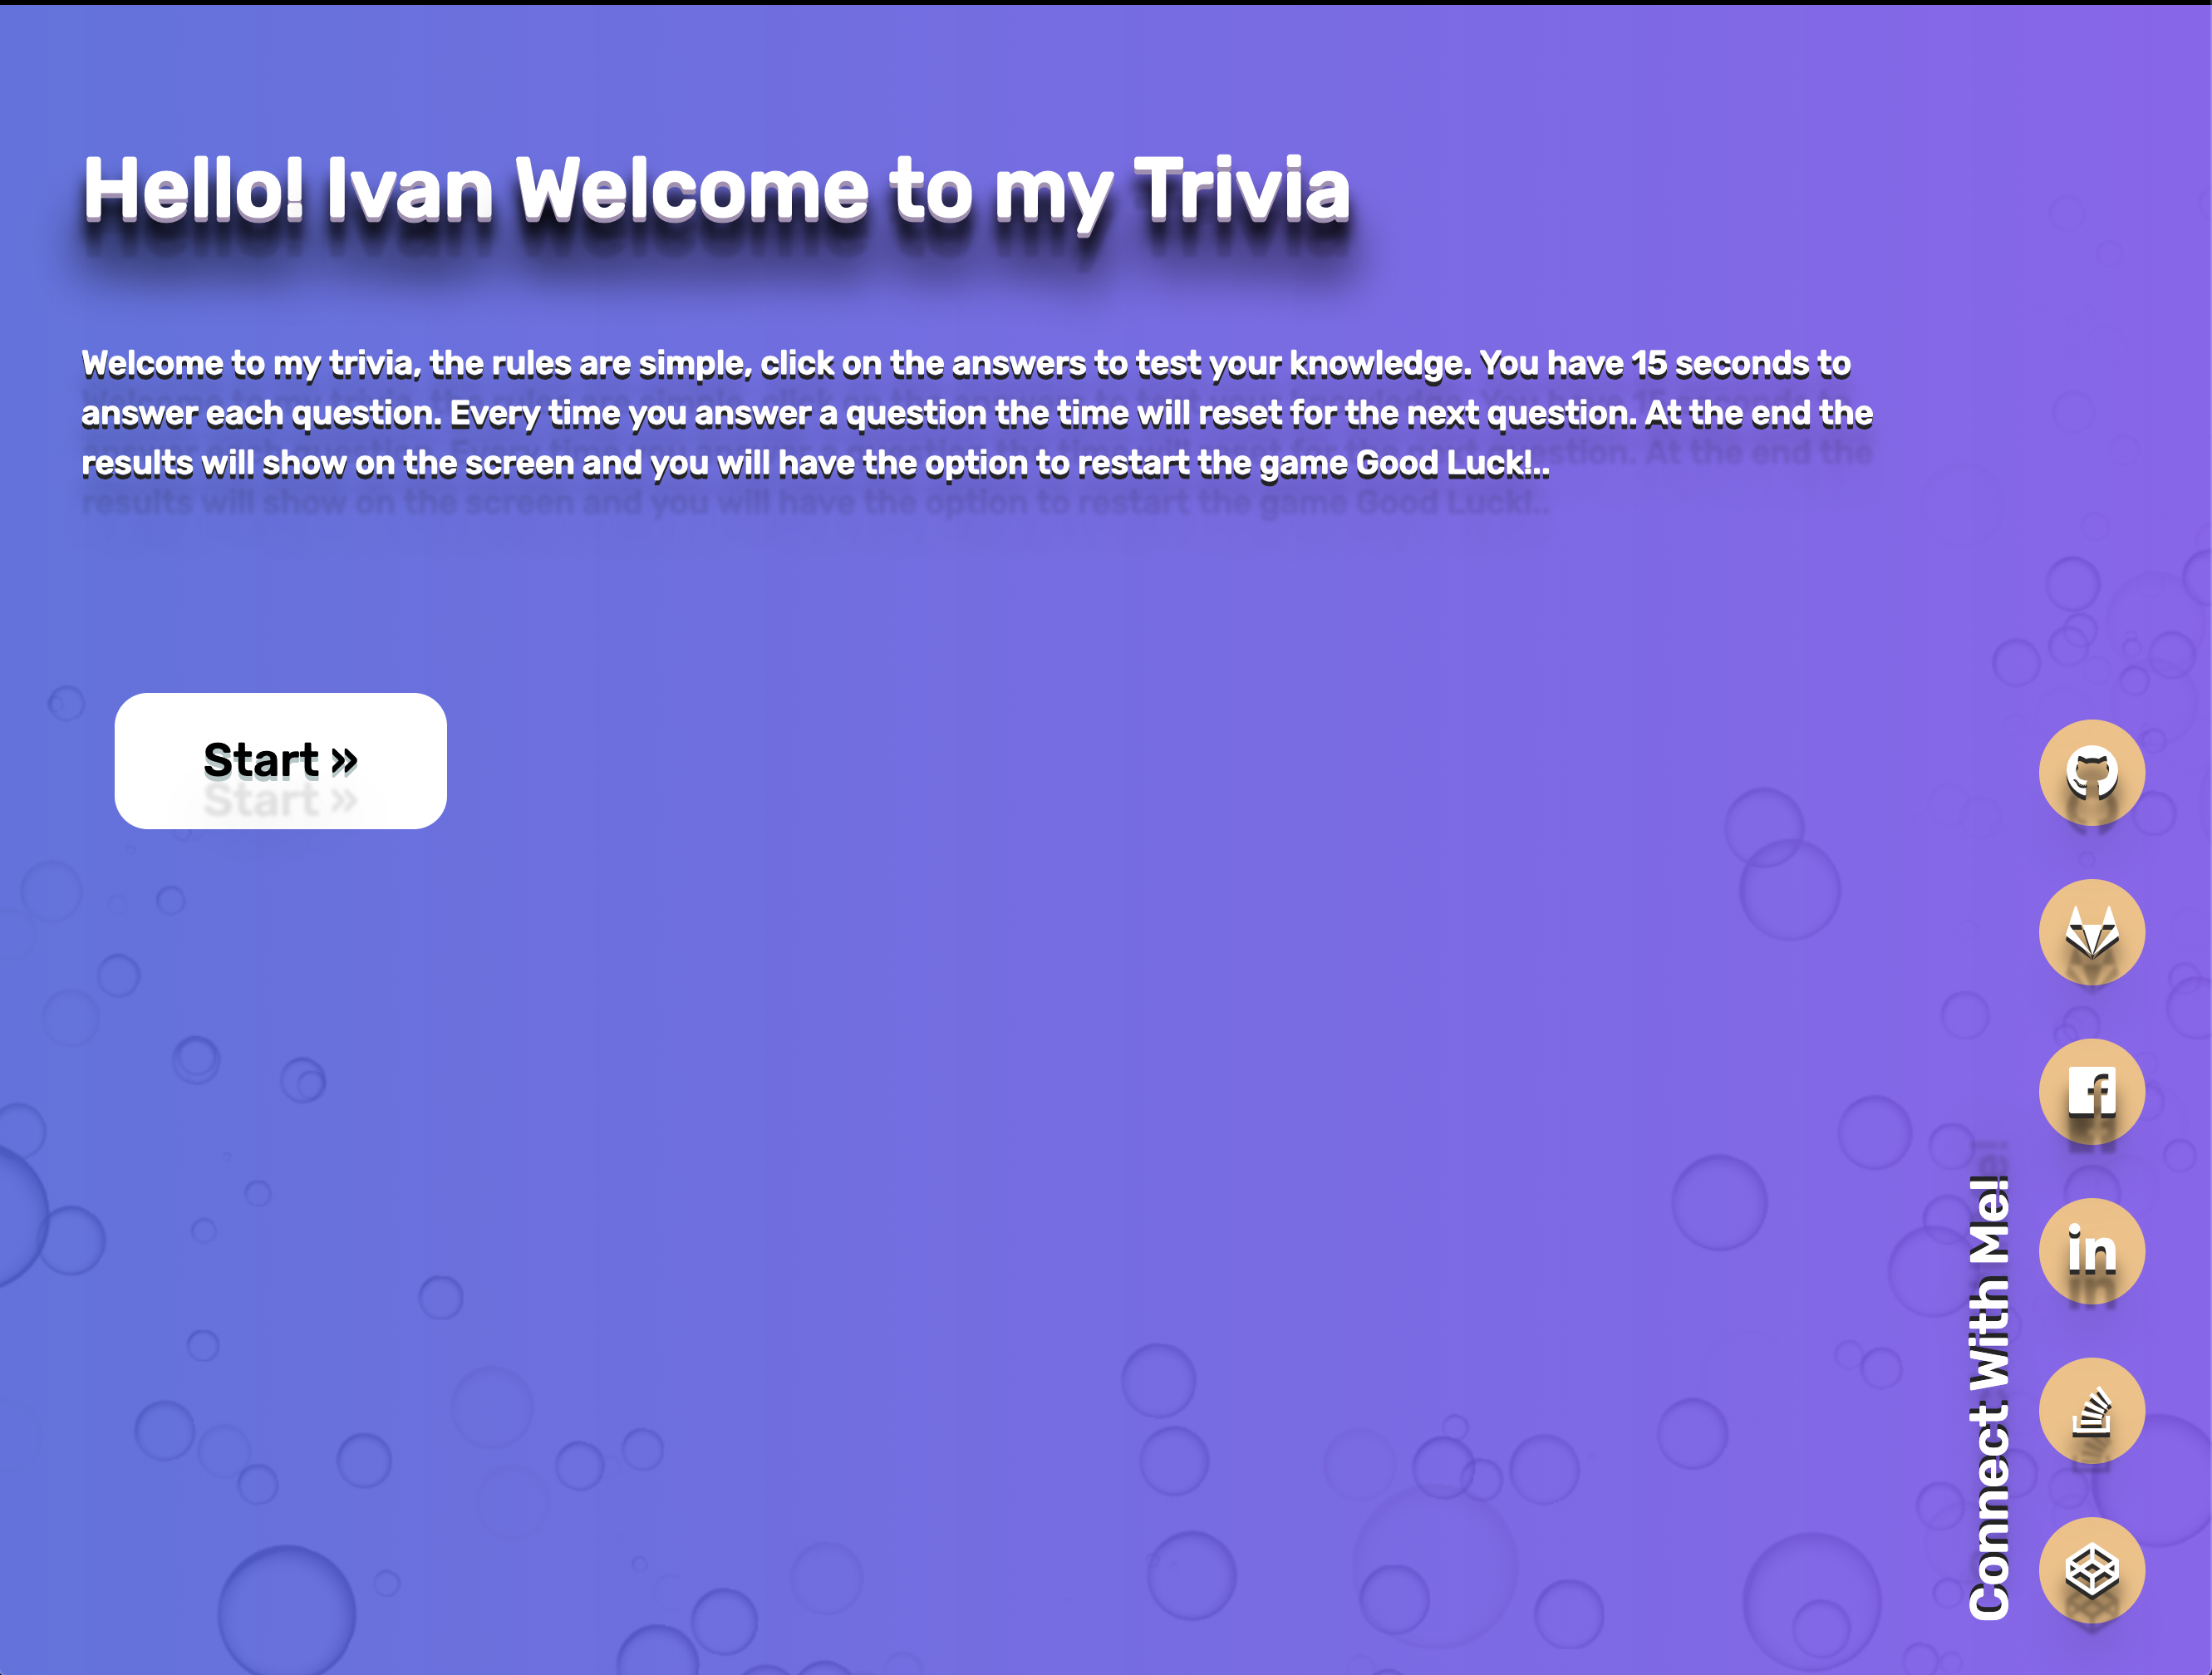 Hello! Ivan Welcome to my Trivia
Welcome to my trivia, the rules are simple, click on the answers to test your knowledge. You have 15 seconds to
answer each question. Every time you answer a question the time will reset for the next question. At the end the
results will show on the screen and you will have the option to restart the game Good Luck!..
Start »
Connect With Me!
f
in